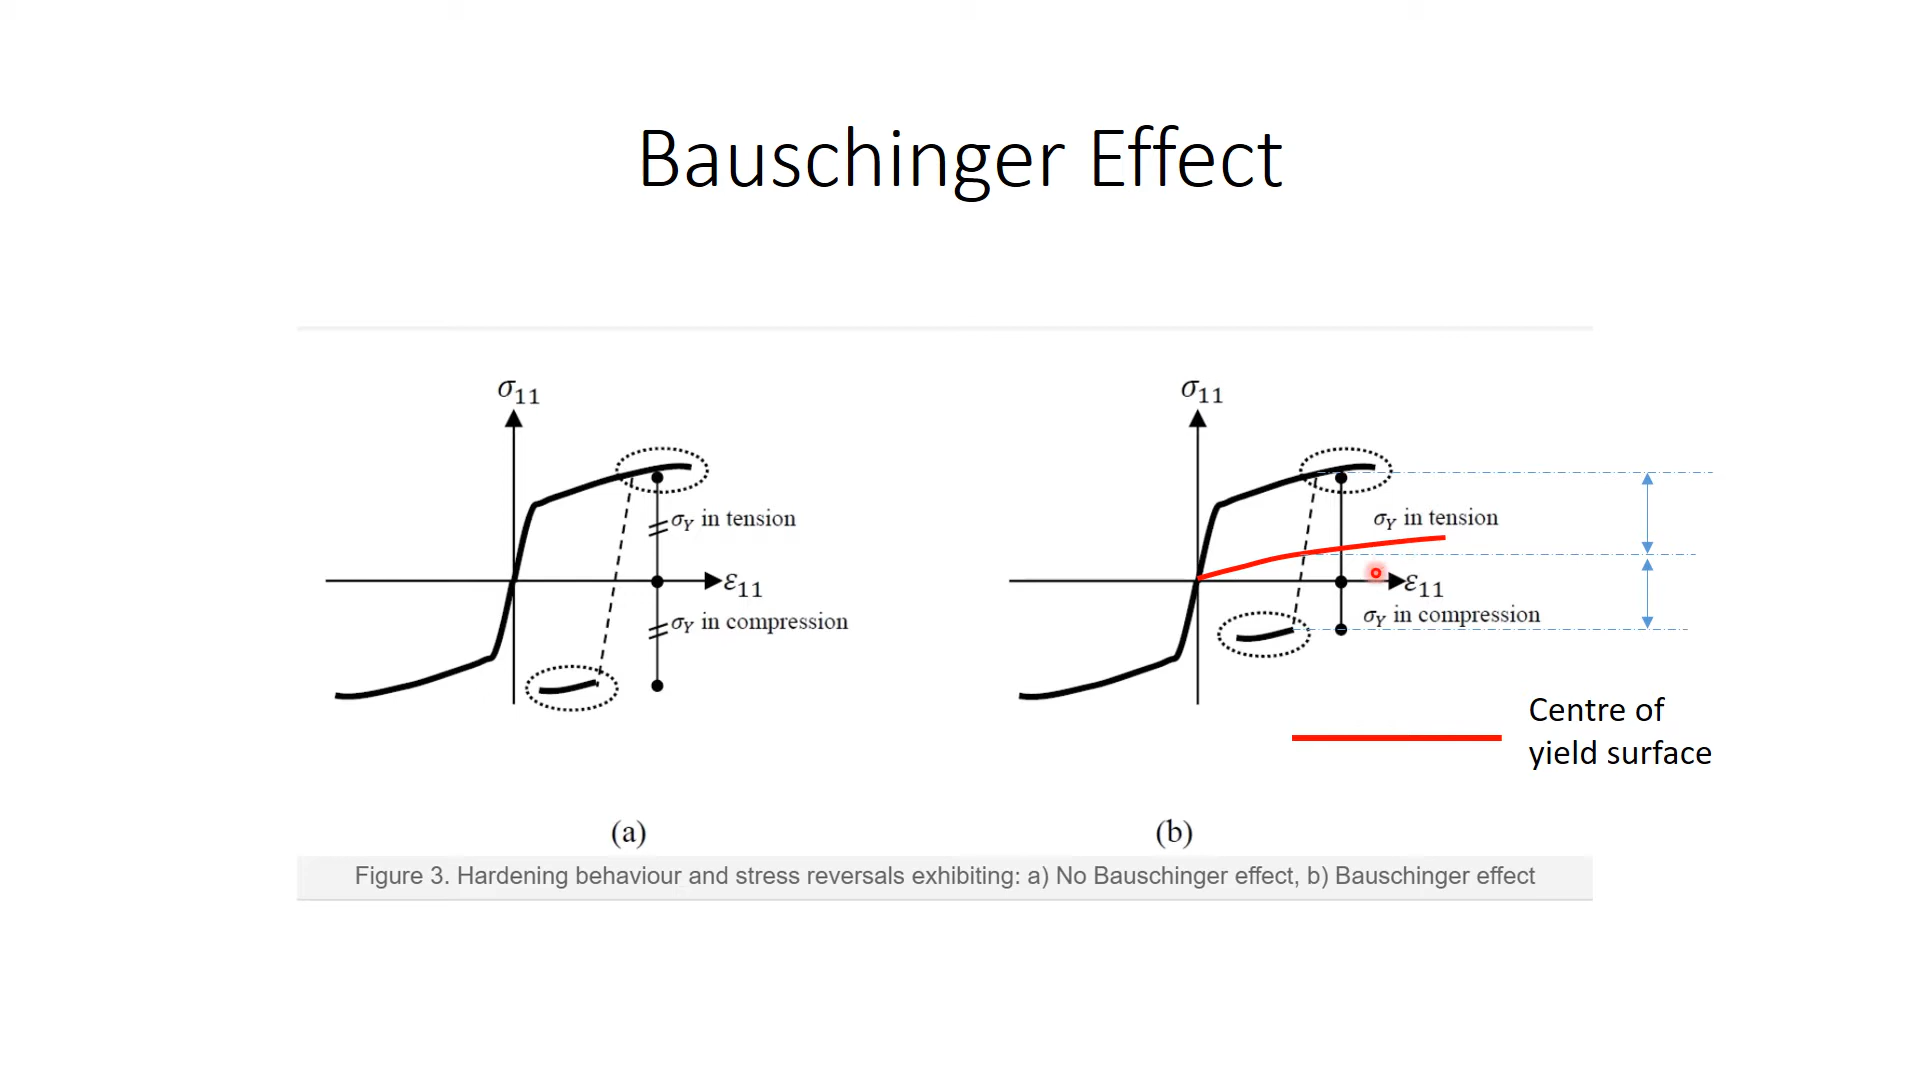 Bauschinger Effect
σ11
σ11
σY in tension
σY in tension
ε11
ε11
σY in compression
σY in compression
Centre of
yield surface
(a)
(b)
Figure 3. Hardening behaviour and stress reversals exhibiting: a) No Bauschinger effect, b) Bauschinger effect